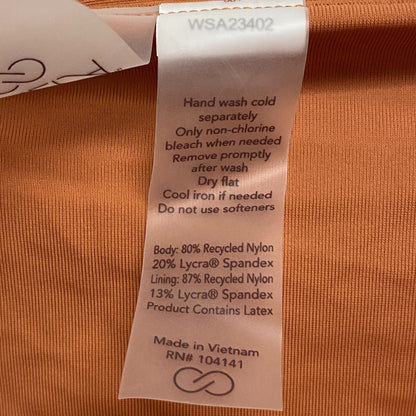 WSA23402
Hand wash cold
separately
Only non-chlorine
bleach when needed
Remove promptly
after wash
Dry flat
Cool iron if needed
Do not use softeners
Body: 80% Recycled Nylon
20% Lycra® Spandex
Lining: 87% Recycled Nylon
13% Lycra® Spandex
Product Contains Latex
Made in Vietnam
RN# 104141